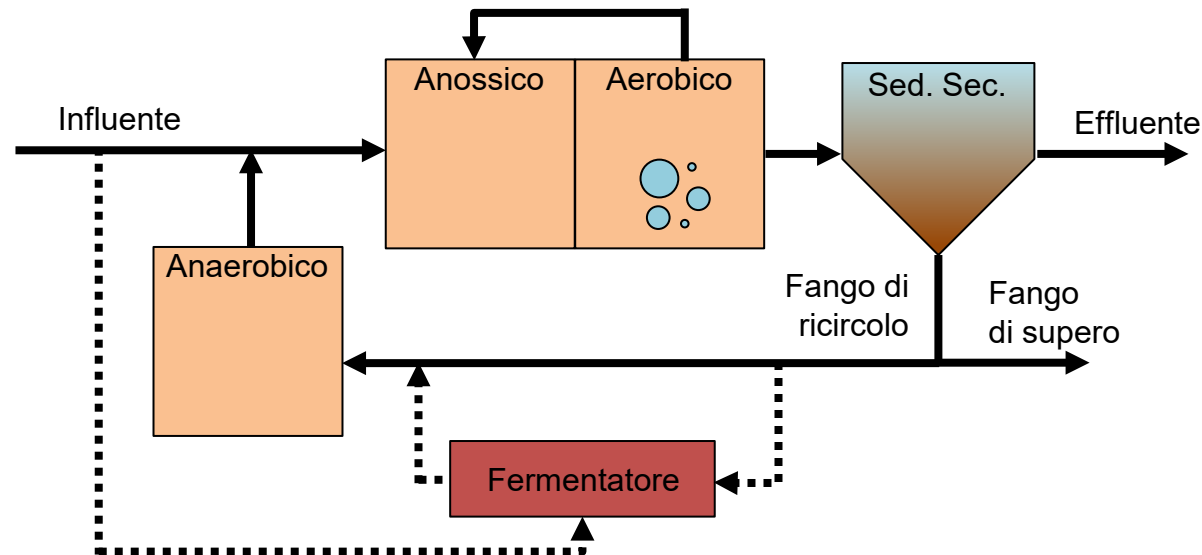 Anossico
Aerobico
Sed. Sec.
Influente
Effluente
Anaerobico
Fango di
ricircolo
Fango
di supero
Fermentatore